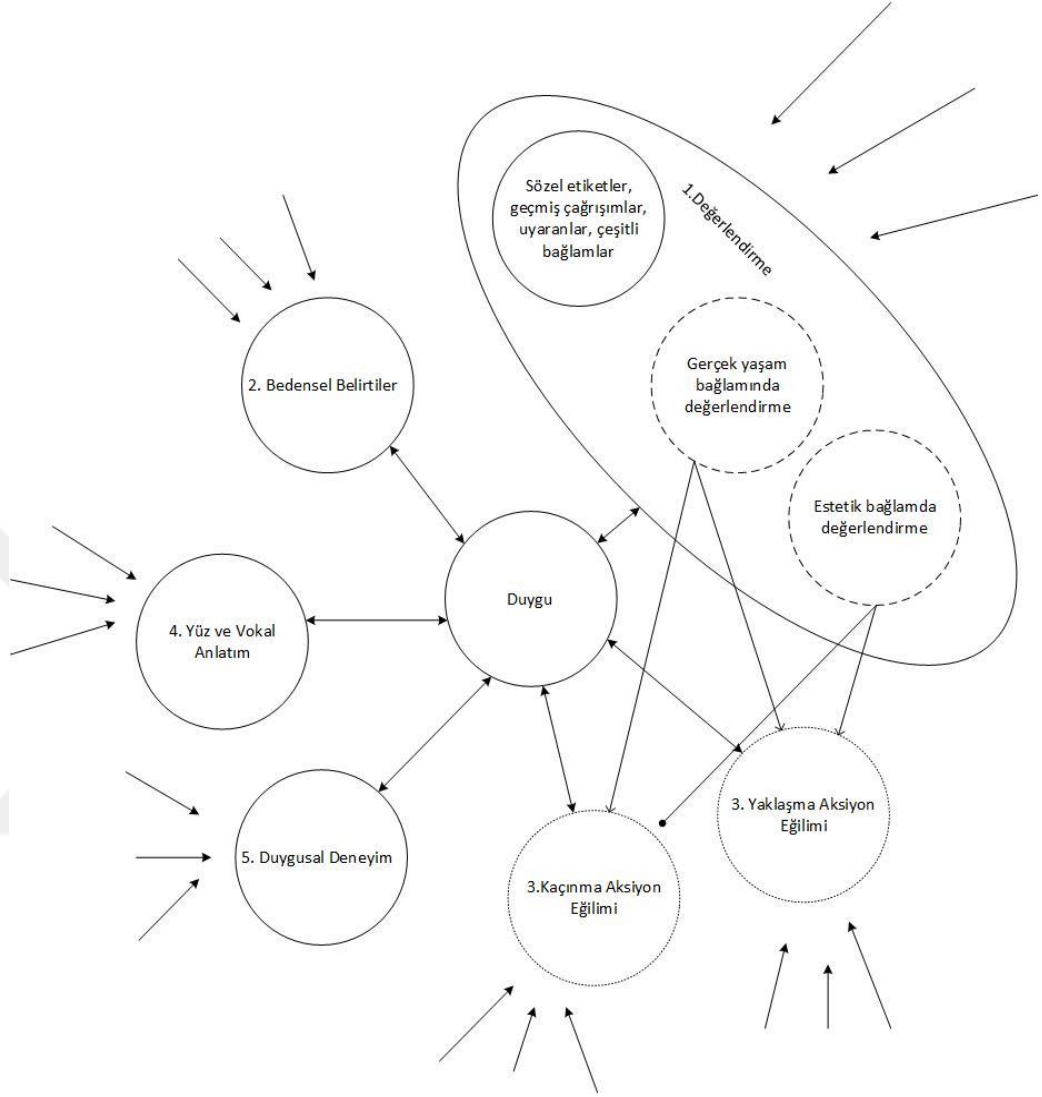 Sözel etiketler,
geçmiş çağrışımlar,
uyaranlar, çeşitli
bağlamlar
1.Değerlendirme
Gerçek yaşam
bağlamında
değerlendirme
Estetik bağlamda
değerlendirme
2. Bedensel Belirtiler
Duygu
4. Yüz ve Vokal
Anlatım
5. Duygusal Deneyim
3.Kaçınma Aksiyon
Eğilimi
3. Yaklaşma Aksiyon
Eğilimi